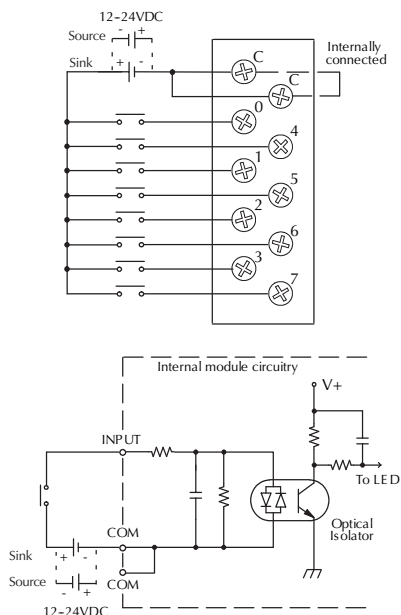 12-24VDC
Source - +
Sink + -
Internally
connected
C
C
0
4
1
5
2
6
3
7
Internal module circuitry
V+
INPUT
To LED
Optical
Isolator
COM
Sink + -
COM
Source - +
12-24VDC